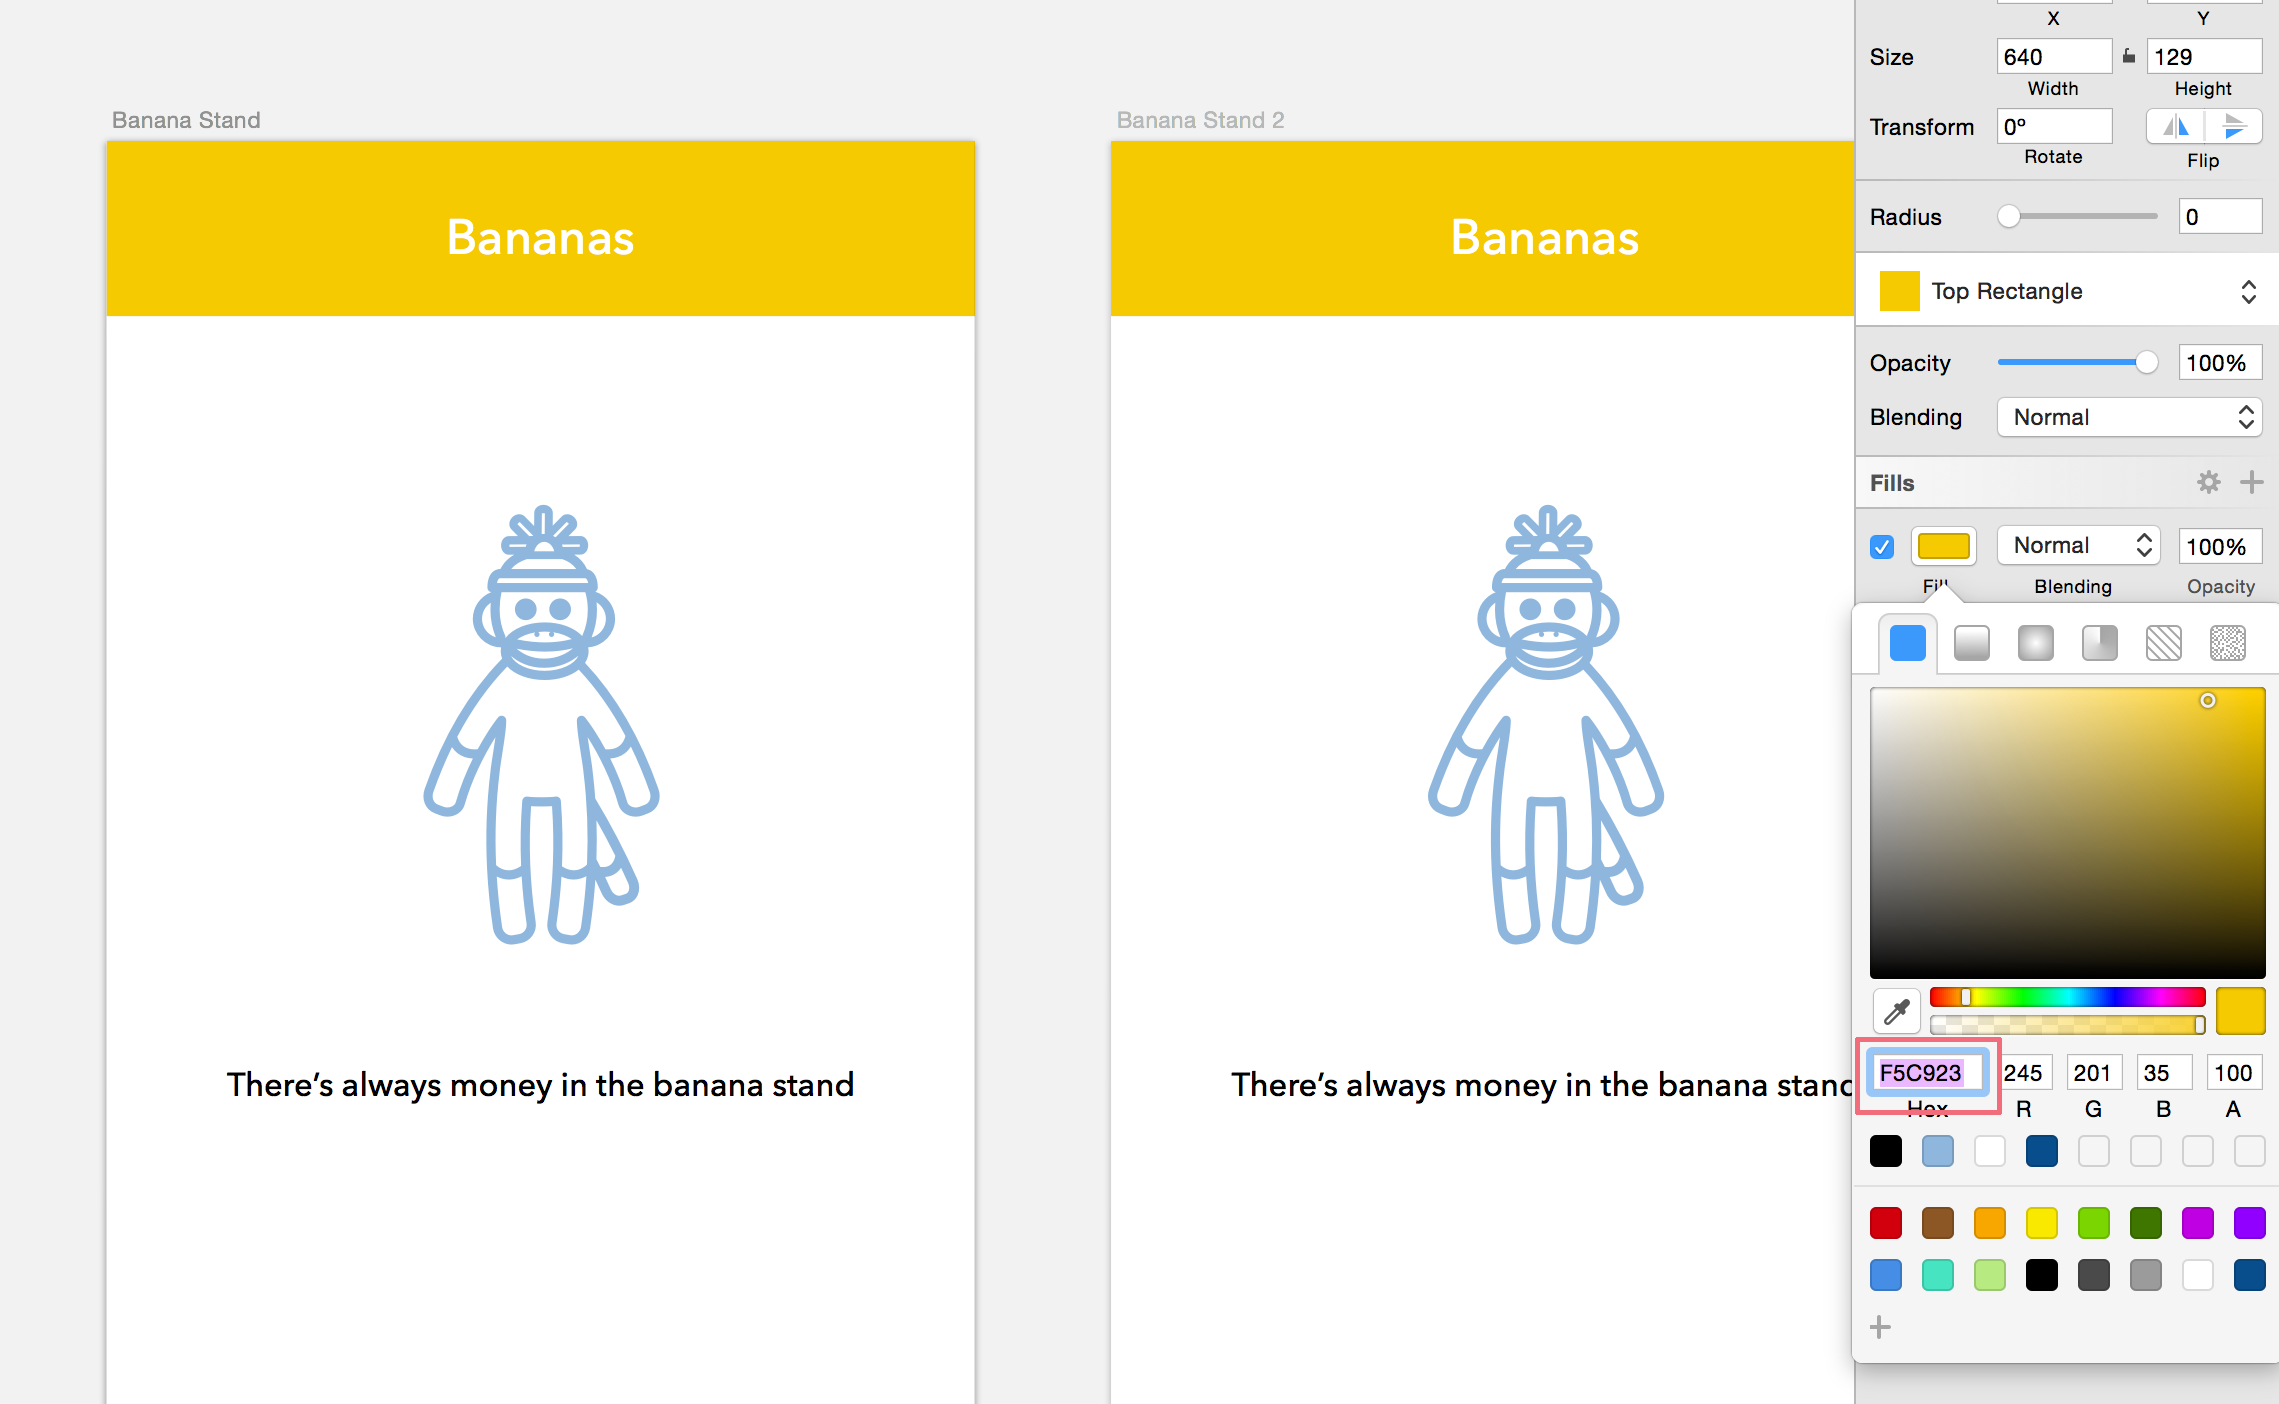 Banana Stand
Bananas
There's always money in the banana stand
Banana Stand 2
Bananas
There's always money in the banana stand
X Y
Size 640 129
Width Height
Transform 0°
Rotate Flip
Radius 0
Top Rectangle
Opacity 100%
Blending Normal
Fills
Normal 100%
Fill Blending Opacity
F5C923 245 201 35 100
Hex R G B A